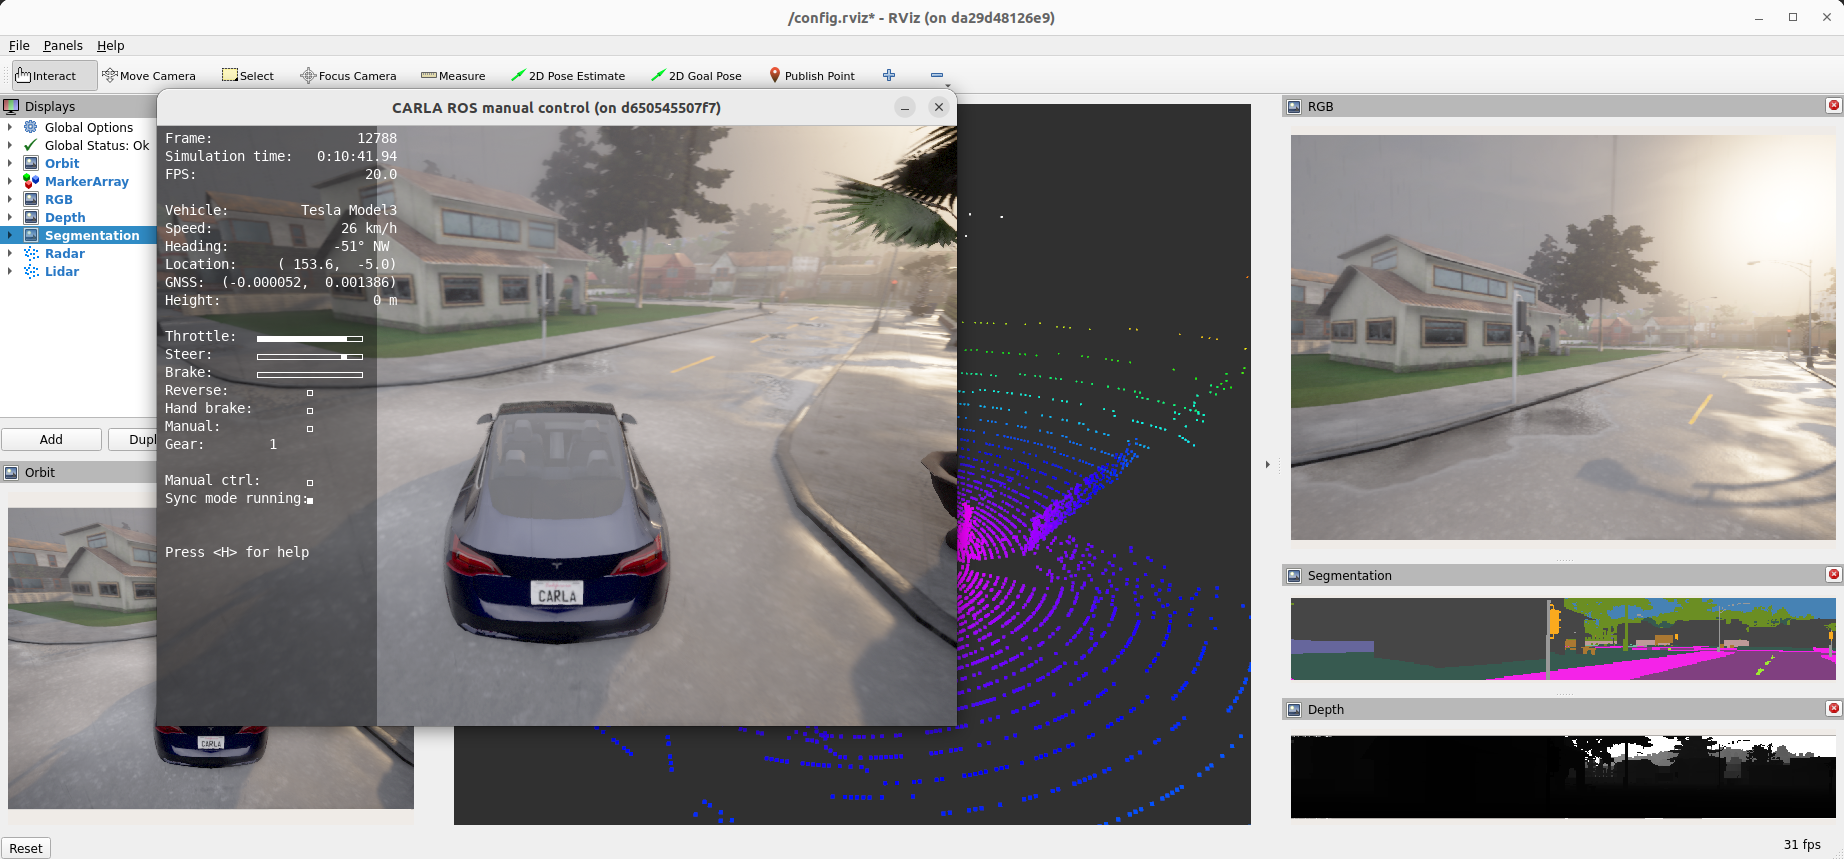 /config.rviz* - RViz (on da29d48126e9)
File Panels Help
Interact Move Camera Select Focus Camera Measure 2D Pose Estimate 2D Goal Pose Publish Point
Displays
Global Options
Global Status: Ok
Orbit
MarkerArray
RGB
Depth
Segmentation
Radar
Lidar
Add Dupl
Orbit
CARLA
CARLA ROS manual control (on d650545507f7)
Frame: 12788
Simulation time: 0:10:41.94
FPS: 20.0
Vehicle: Tesla Model3
Speed: 26 km/h
Heading: -51° NW
Location: ( 153.6, -5.0)
GNSS: (-0.000052, 0.001386)
Height: 0 m
Throttle:
Steer:
Brake:
Reverse:
Hand brake:
Manual:
Gear: 1
Manual ctrl:
Sync mode running:
Press <H> for help
CARLA
RGB
Segmentation
Depth
Reset
31 fps